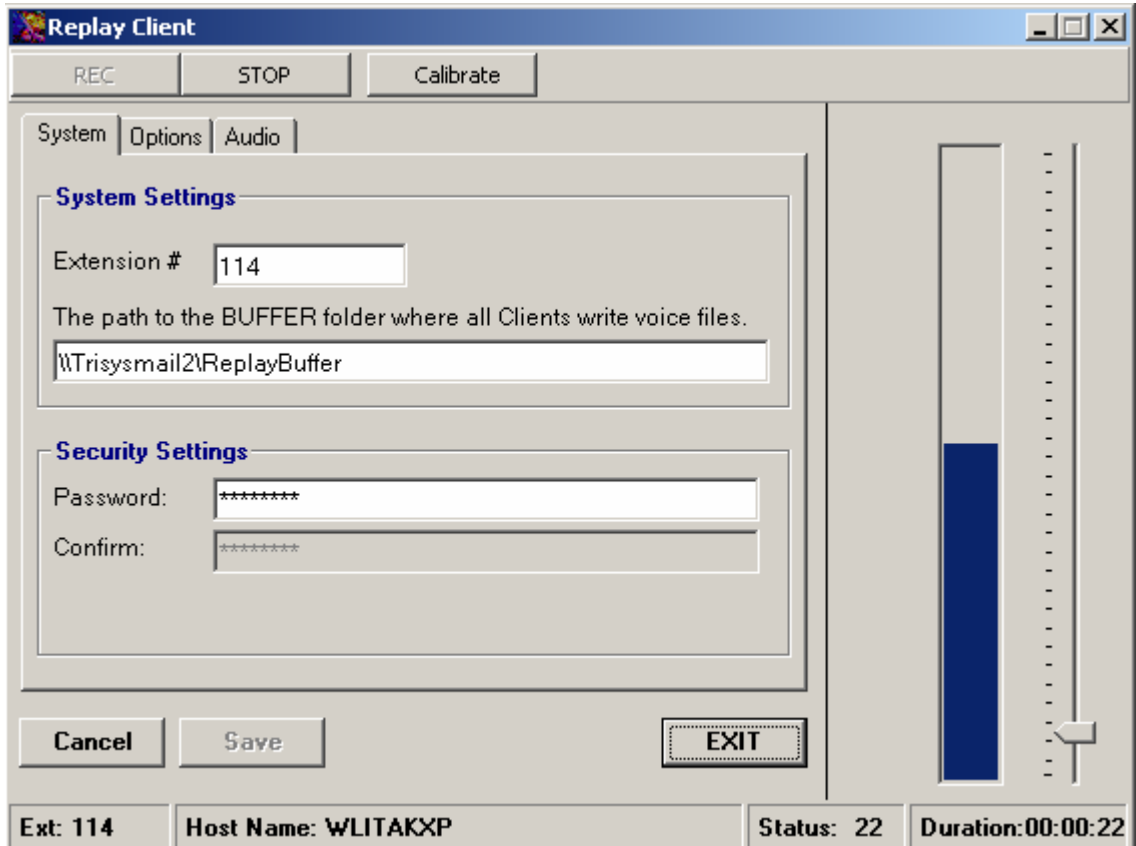 Replay Client
REC STOP Calibrate
System Options Audio
System Settings
Extension # 114
The path to the BUFFER folder where all Clients write voice files.
\\Trisysmail2\ReplayBuffer
Security Settings
Password: ********
Confirm: ********
Cancel Save EXIT
Ext: 114 Host Name: WLITAKXP Status: 22 Duration:00:00:22